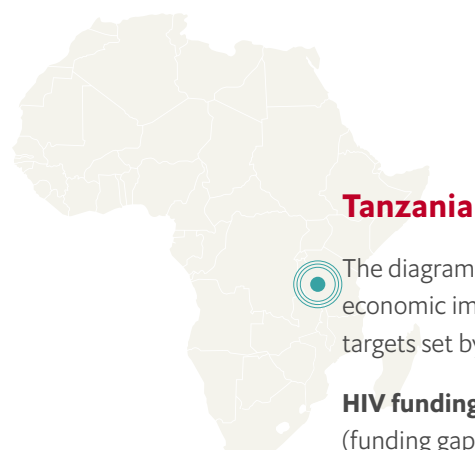 Tanzania
The diagram
economic im
targets set by
HIV funding
(funding gap